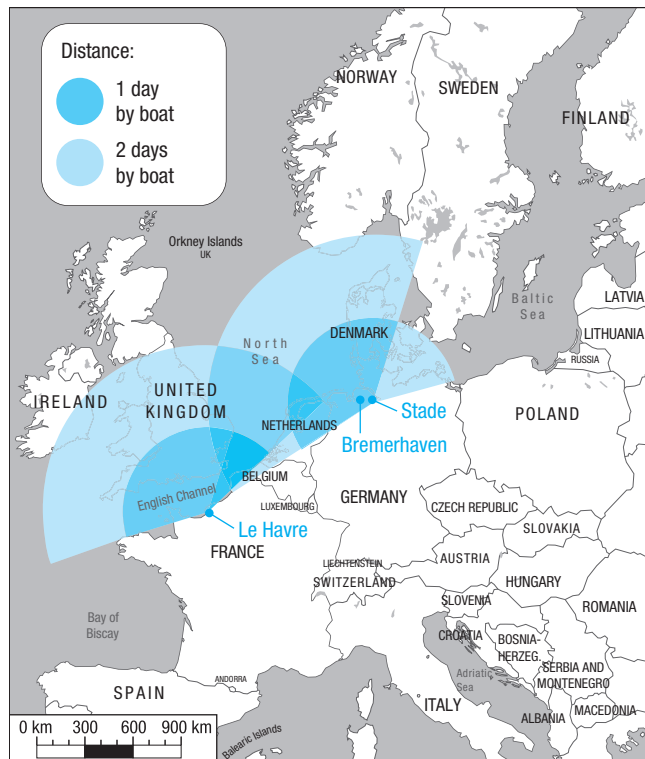 Distance:
1 day
by boat
2 days
by boat
NORWAY
SWEDEN
FINLAND
Orkney Islands
UK
Baltic
Sea
LATVIA
LITHUANIA
RUSSIA
North
Sea
DENMARK
IRELAND
UNITED
KINGDOM
NETHERLANDS
Stade
Bremerhaven
POLAND
BELGIUM
English Channel
LUXEMBOURG
GERMANY
Le Havre
CZECH REPUBLIC
SLOVAKIA
FRANCE
AUSTRIA
LIECHTENSTEIN
SWITZERLAND
HUNGARY
SLOVENIA
ROMANIA
CROATIA
BOSNIA-
HERZEG.
Bay of
Biscay
SERBIA AND
MONTENEGRO
Adriatic
Sea
ANDORRA
SPAIN
ITALY
ALBANIA
MACEDONIA
Balearic Islands
0 km 300 600 900 km